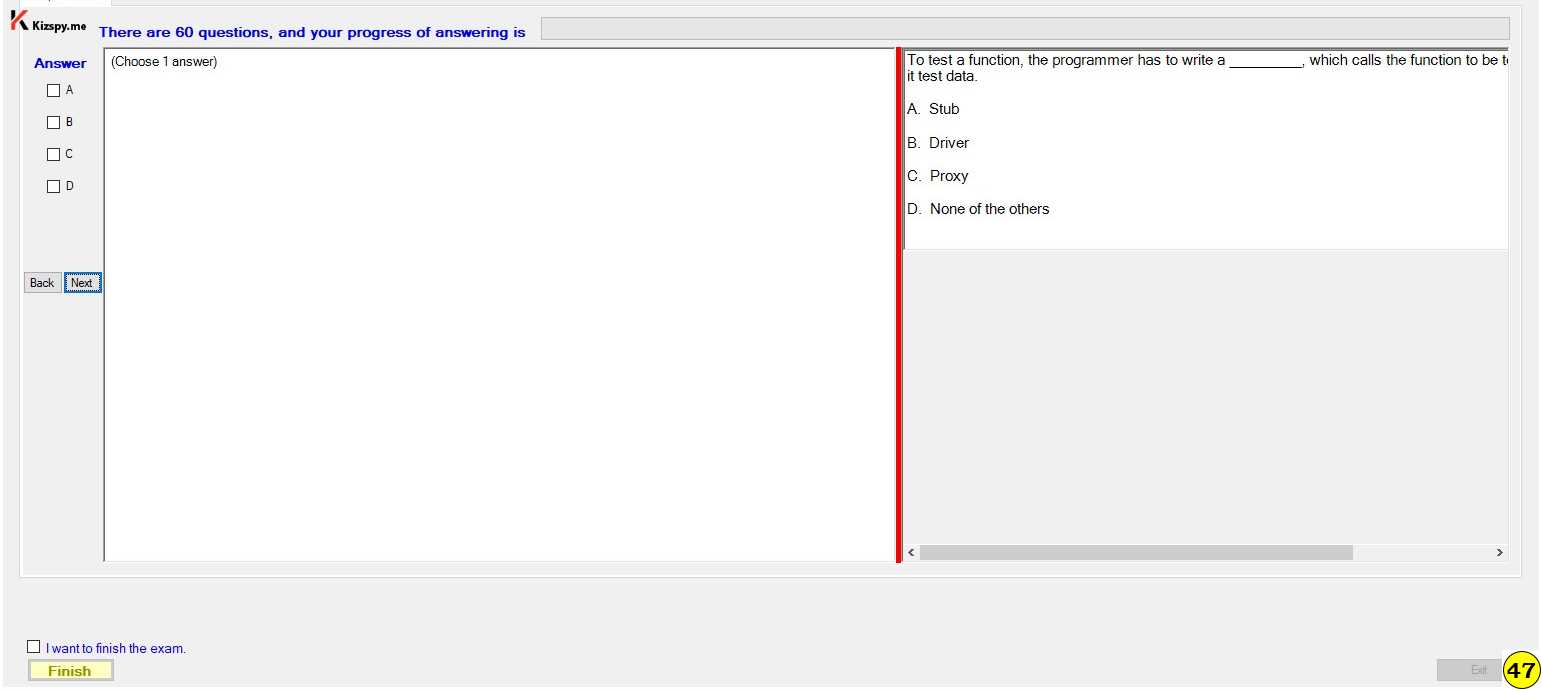 Kizspy.me
There are 60 questions, and your progress of answering is
Answer
A
B
C
D
Back
Next
(Choose 1 answer)
To test a function, the programmer has to write a _________, which calls the function to be
it test data.
A. Stub
B. Driver
C. Proxy
D. None of the others
I want to finish the exam.
Finish
Exit
47